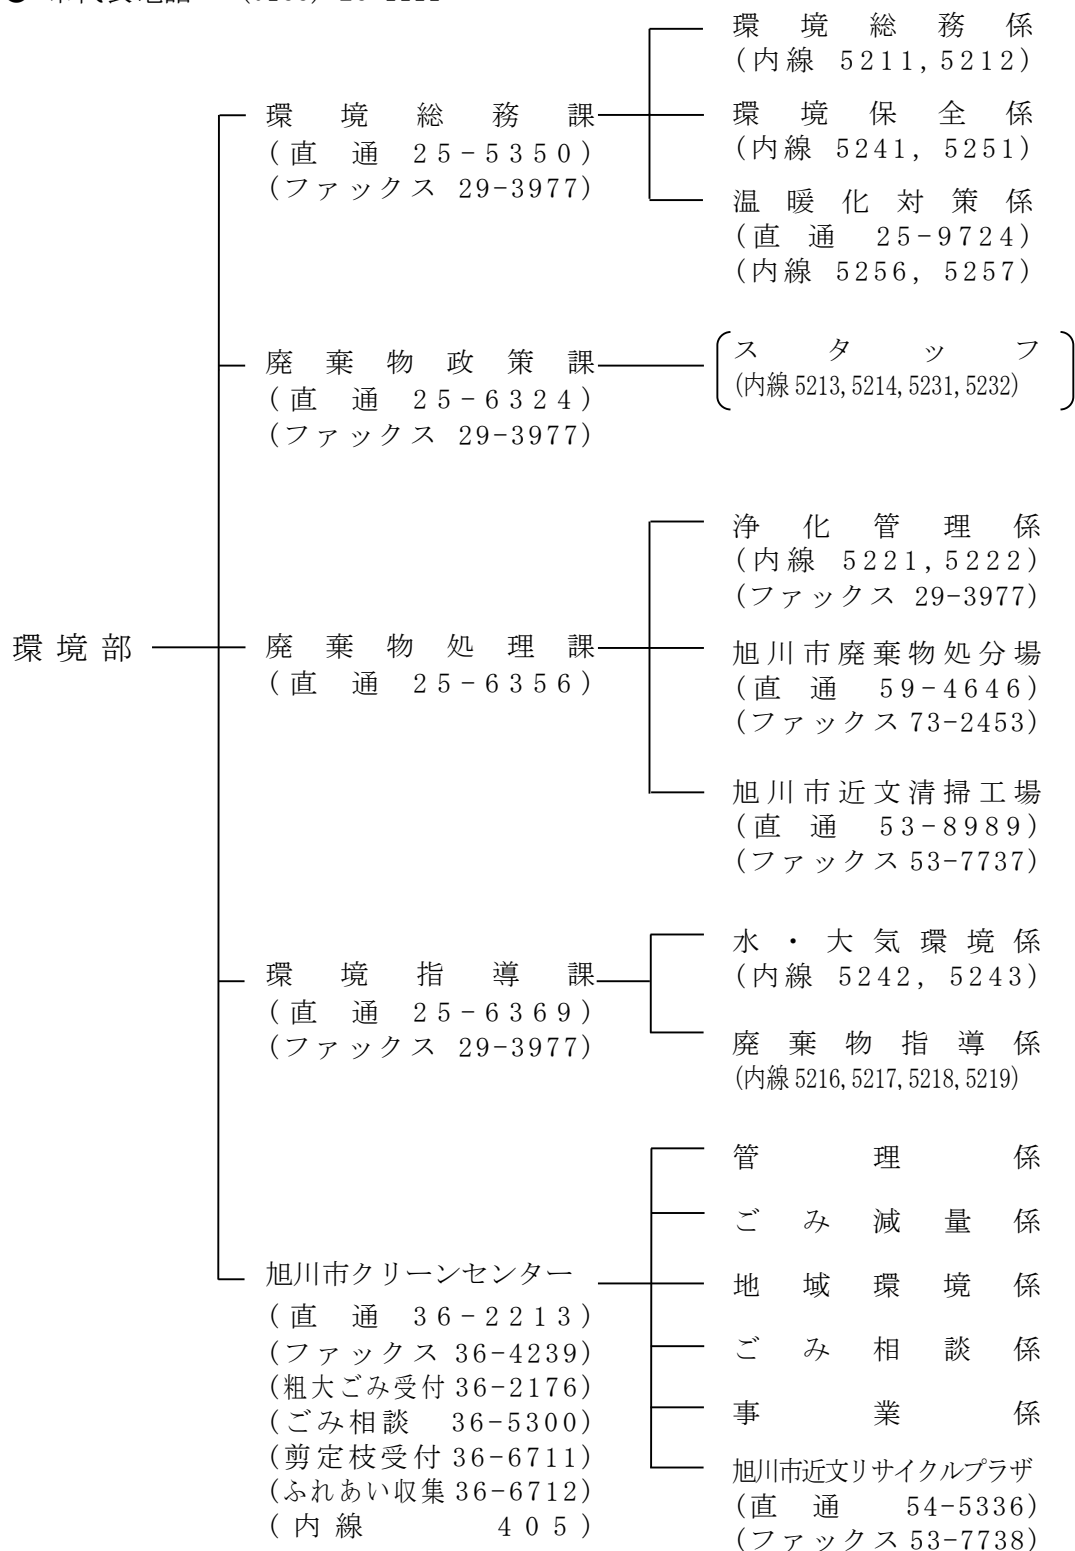 環境部
環境総務課
(直通 25-5350)
(ファックス 29-3977)
環境総務係
(内線 5211,5212)
環境保全係
(内線 5241, 5251)
温暖化対策係
(直通 25-9724)
(内線 5256, 5257)
廃棄物政策課
(直通 25-6324)
(ファックス 29-3977)
スタッフ
(内線5213,5214,5231,5232)
廃棄物処理課
(直通 25-6356)
浄化管理係
(内線 5221,5222)
(ファックス 29-3977)
旭川市廃棄物処分場
(直通 59-4646)
(ファックス73-2453)
旭川市近文清掃工場
(直通 53-8989)
(ファックス53-7737)
環境指導課
(直通 25-6369)
(ファックス 29-3977)
水・大気環境係
(内線 5242, 5243)
廃棄物指導係
(内線5216,5217,5218,5219)
旭川市クリーンセンター
(直通 36-2213)
(ファックス 36-4239)
(粗大ごみ受付 36-2176)
(ごみ相談 36-5300)
(剪定枝受付 36-6711)
(ふれあい収集 36-6712)
(内線 405)
管理係
ごみ減量係
地域環境係
ごみ相談係
事業係
旭川市近文リサイクルプラザ
(直通 54-5336)
(ファックス53-7738)